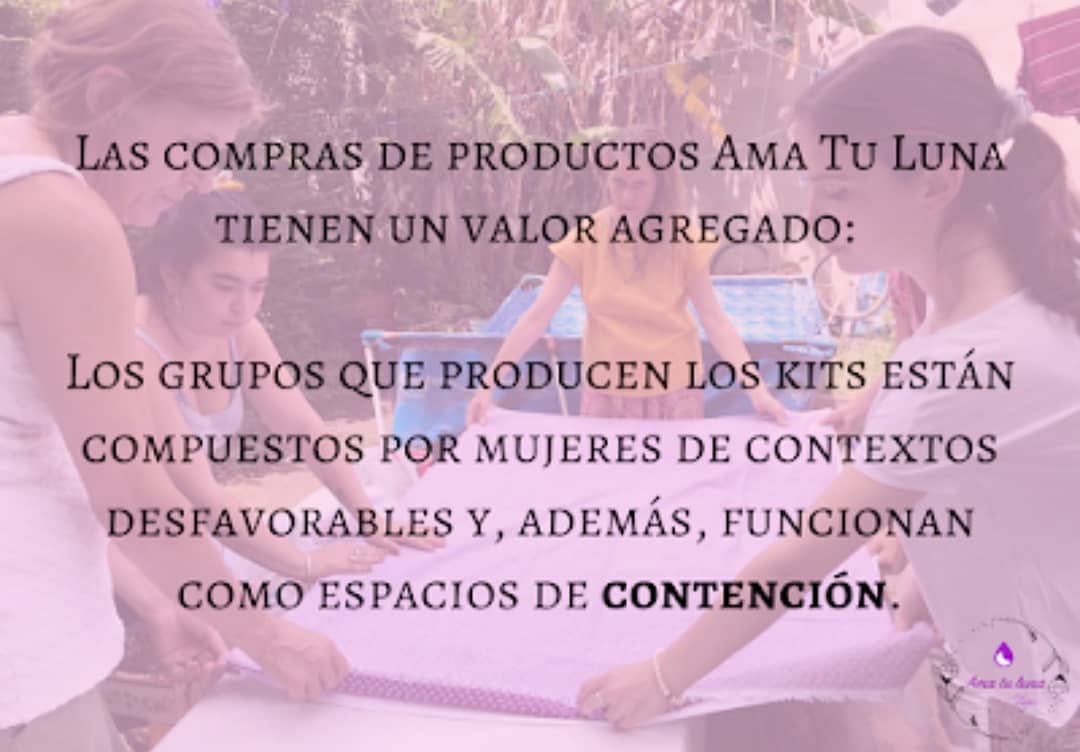 Las compras de productos Ama Tu Luna
tienen un valor agregado:
Los grupos que producen los kits están
compuestos por mujeres de contextos
desfavorables y, además, funcionan
como espacios de contención.
Ama tu luna